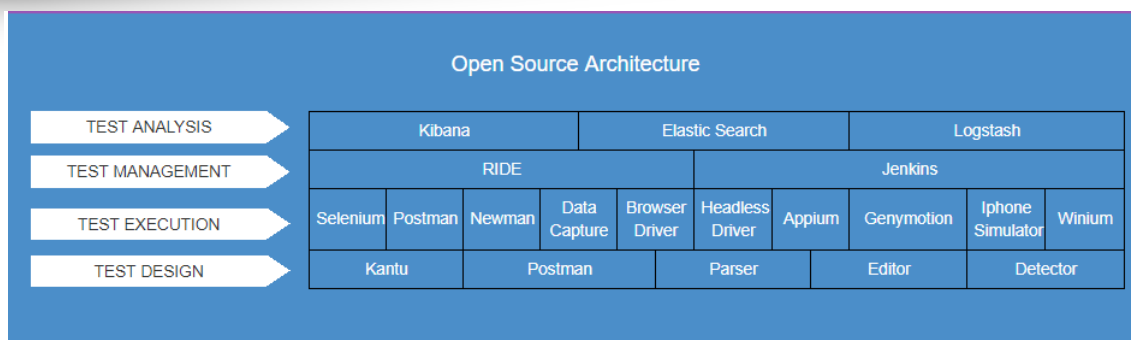 Open Source Architecture
TEST ANALYSIS
Kibana
Elastic Search
Logstash
TEST MANAGEMENT
RIDE
Jenkins
TEST EXECUTION
Selenium
Postman
Newman
Data
Capture
Browser
Driver
Headless
Driver
Appium
Genymotion
Iphone
Simulator
Winium
TEST DESIGN
Kantu
Postman
Parser
Editor
Detector